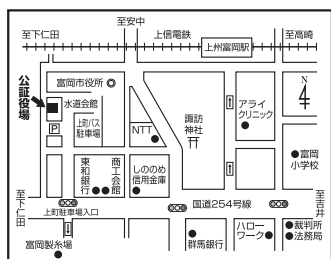 至安中
至下仁田
上信電鉄
上州富岡駅
至高崎
公証役場
富岡市役所
水道会館
P
上町バス
駐車場
NTT
諏訪
神社
アライ
クリニック
N
東和銀行
商工会館
しののめ
信用金庫
富岡
小学校
至下仁田
上町駐車場入口
国道254号線
至吉井
富岡製糸場
群馬銀行
ハロー
ワーク
裁判所
法務局